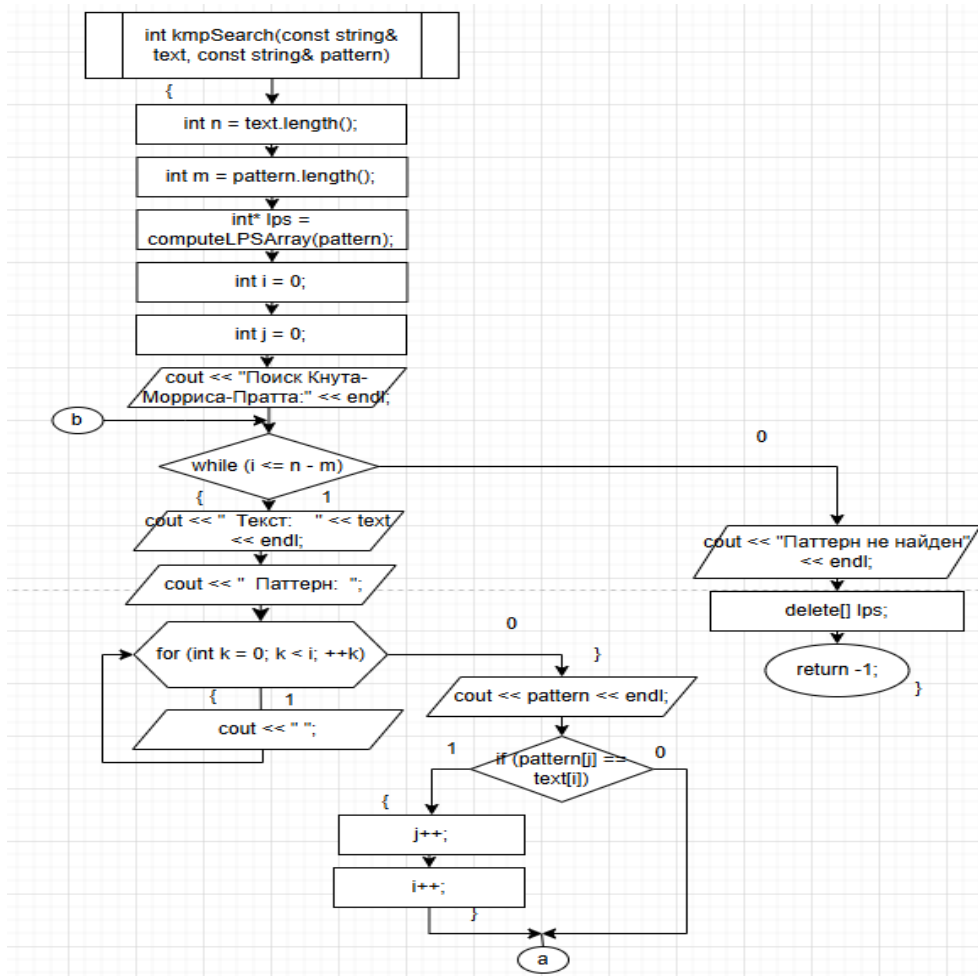 int kmpSearch(const string&
text, const string& pattern)
{
int n = text.length();
int m = pattern.length();
int* lps =
computeLPSArray(pattern);
int i = 0;
int j = 0;
cout << "Поиск Кнута-
Морриса-Пратта:" << endl;
b
while (i <= n - m)
0
{
1
cout << "  Текст:    " << text
<< endl;
cout << "  Паттерн:  ";
for (int k = 0; k < i; ++k)
0
}
{
1
cout << " ";
cout << pattern << endl;
if (pattern[j] ==
text[i])
1
0
{
j++;
i++;
}
a
cout << "Паттерн не найден"
<< endl;
delete[] lps;
return -1;
}